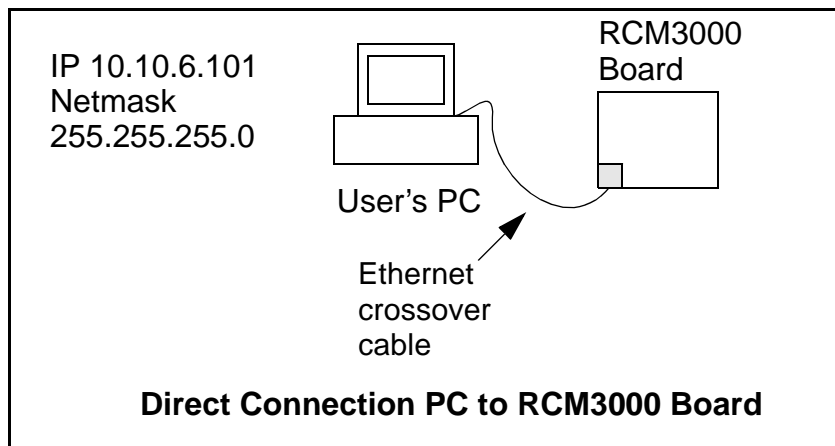 IP 10.10.6.101
Netmask
255.255.255.0
RCM3000
Board
User’s PC
Ethernet
crossover
cable
Direct Connection PC to RCM3000 Board